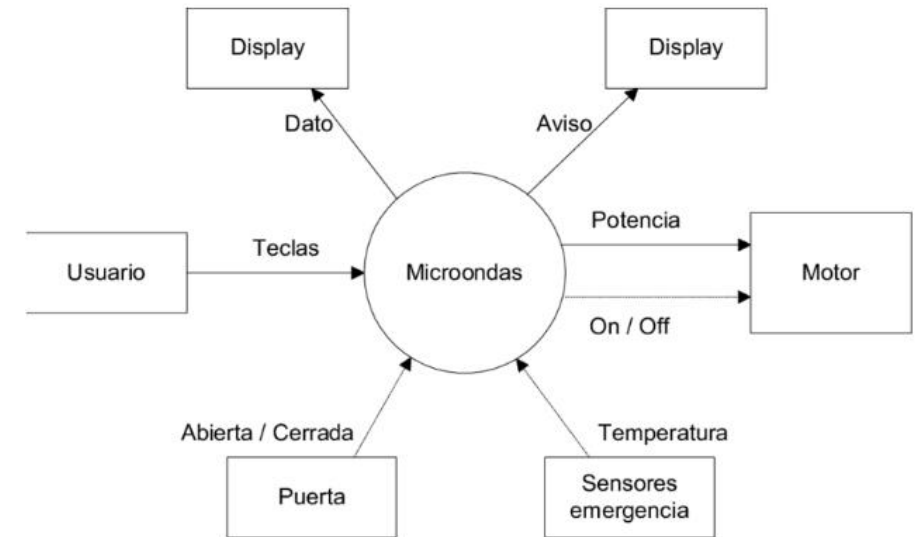 Display
Display
Dato
Aviso
Potencia
Teclas
Usuario
Microondas
Motor
On / Off
Abierta / Cerrada
Temperatura
Puerta
Sensores
emergencia